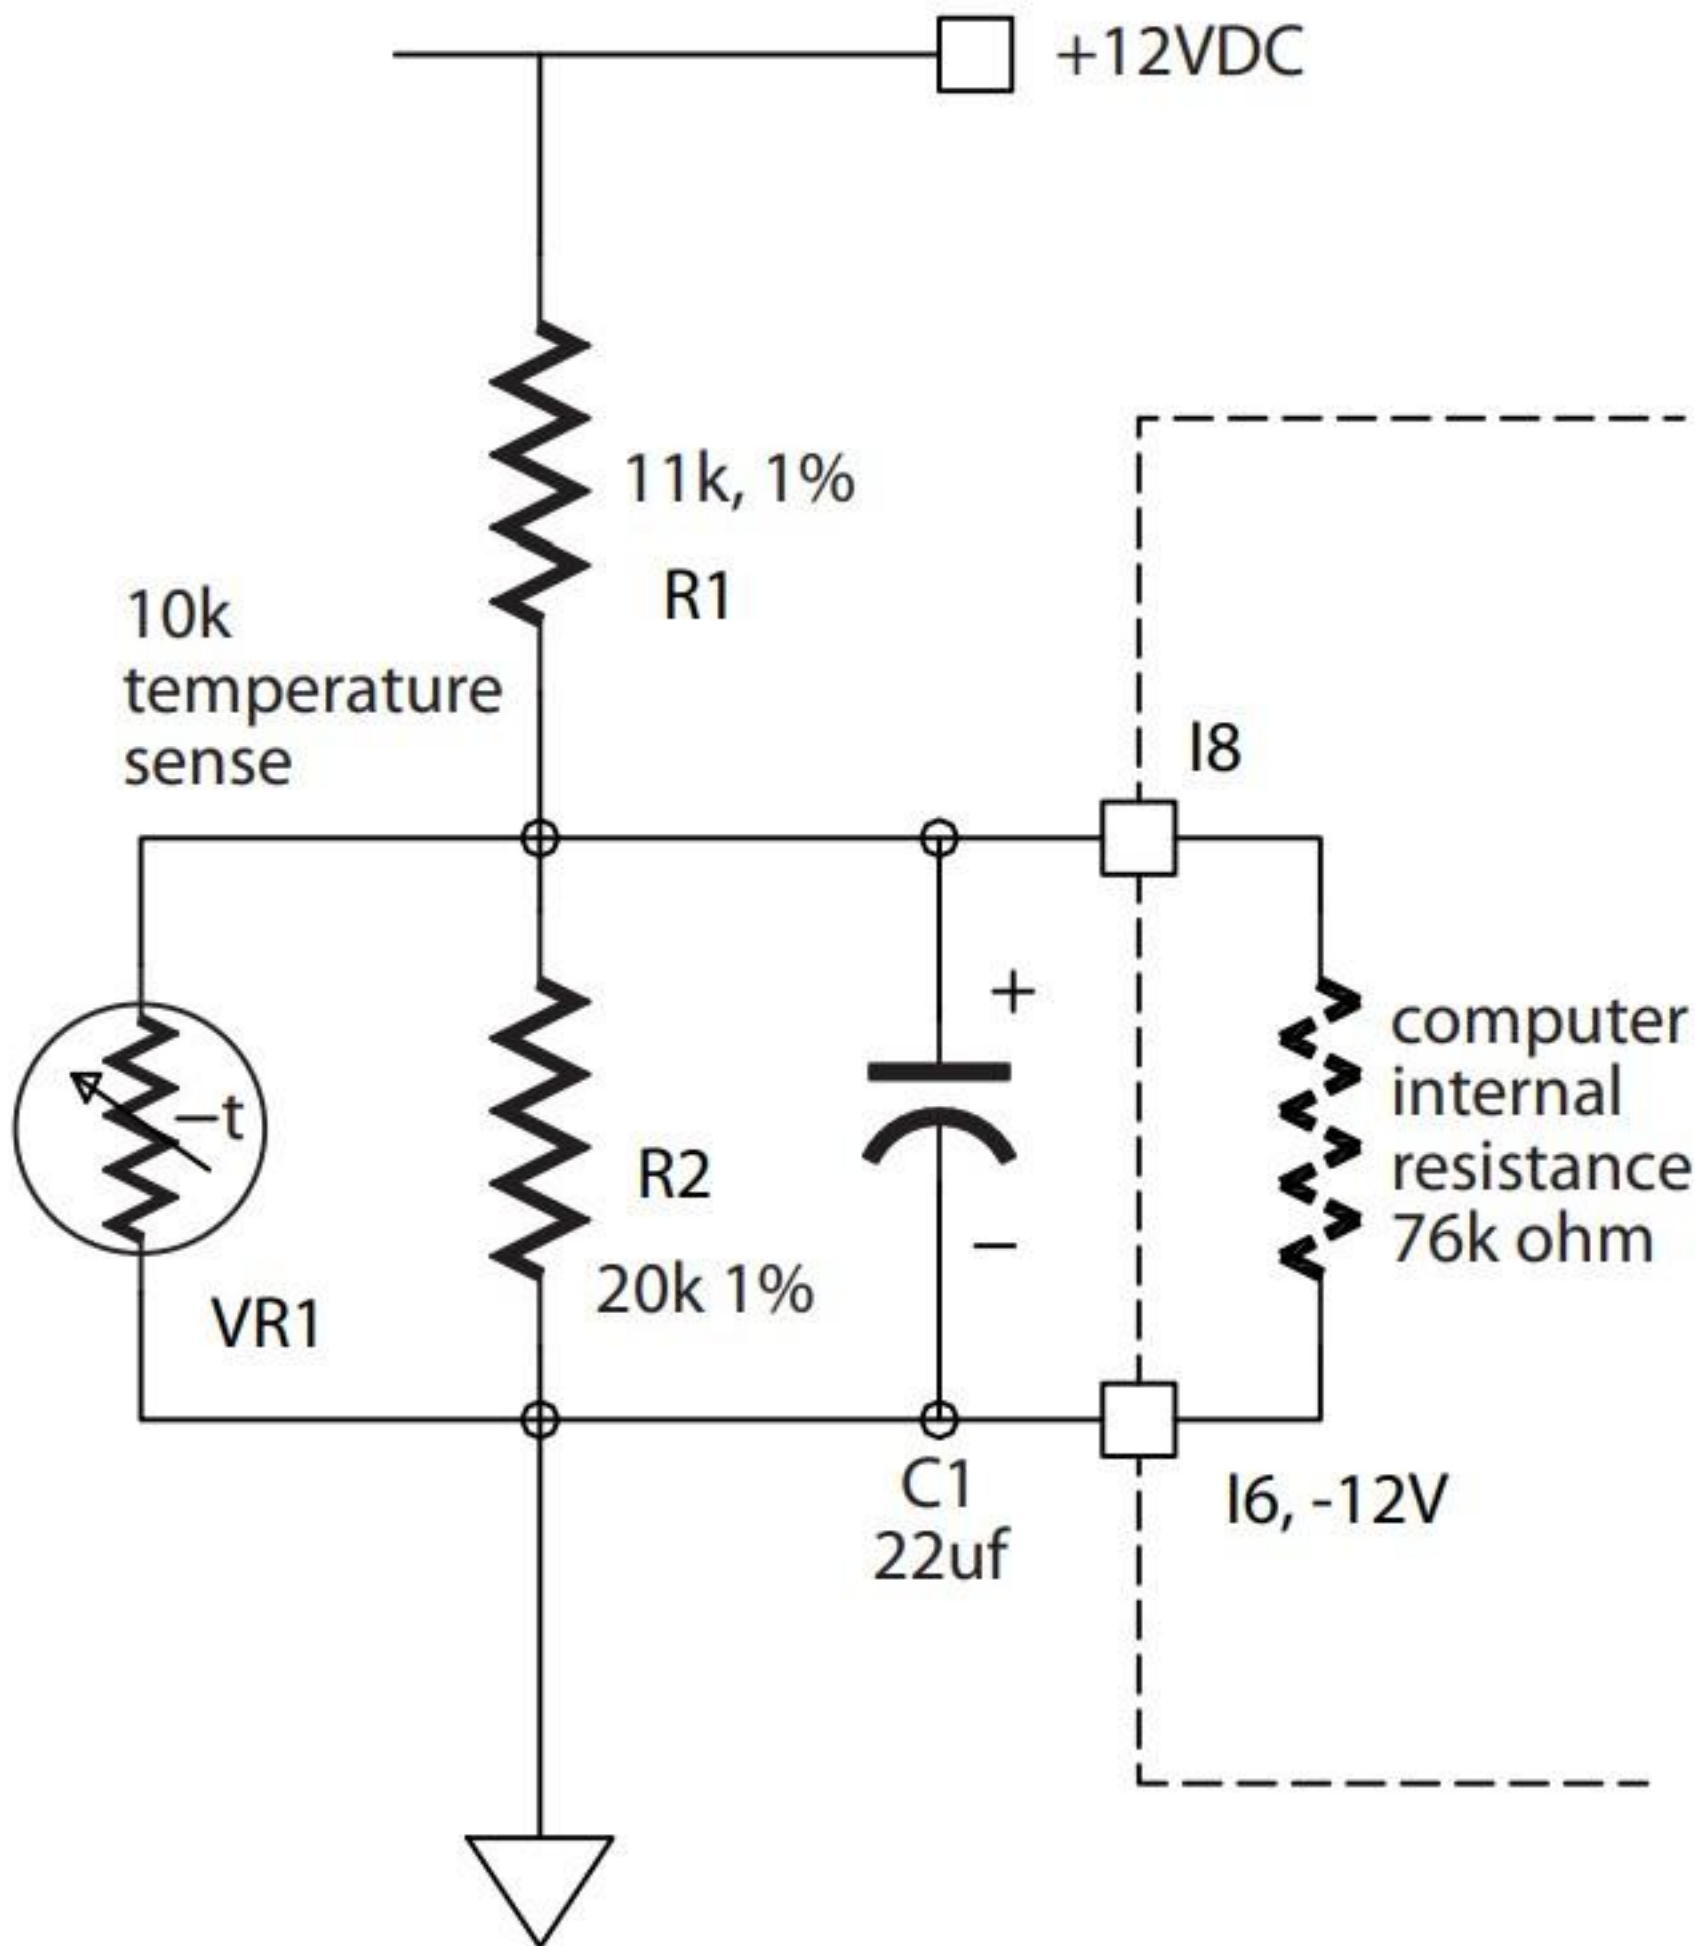 +12VDC
11k, 1%
R1
10k
temperature
sense
I8
+
computer
internal
resistance
76k ohm
−t
R2
20k 1%
−
VR1
C1
22uf
I6, -12V